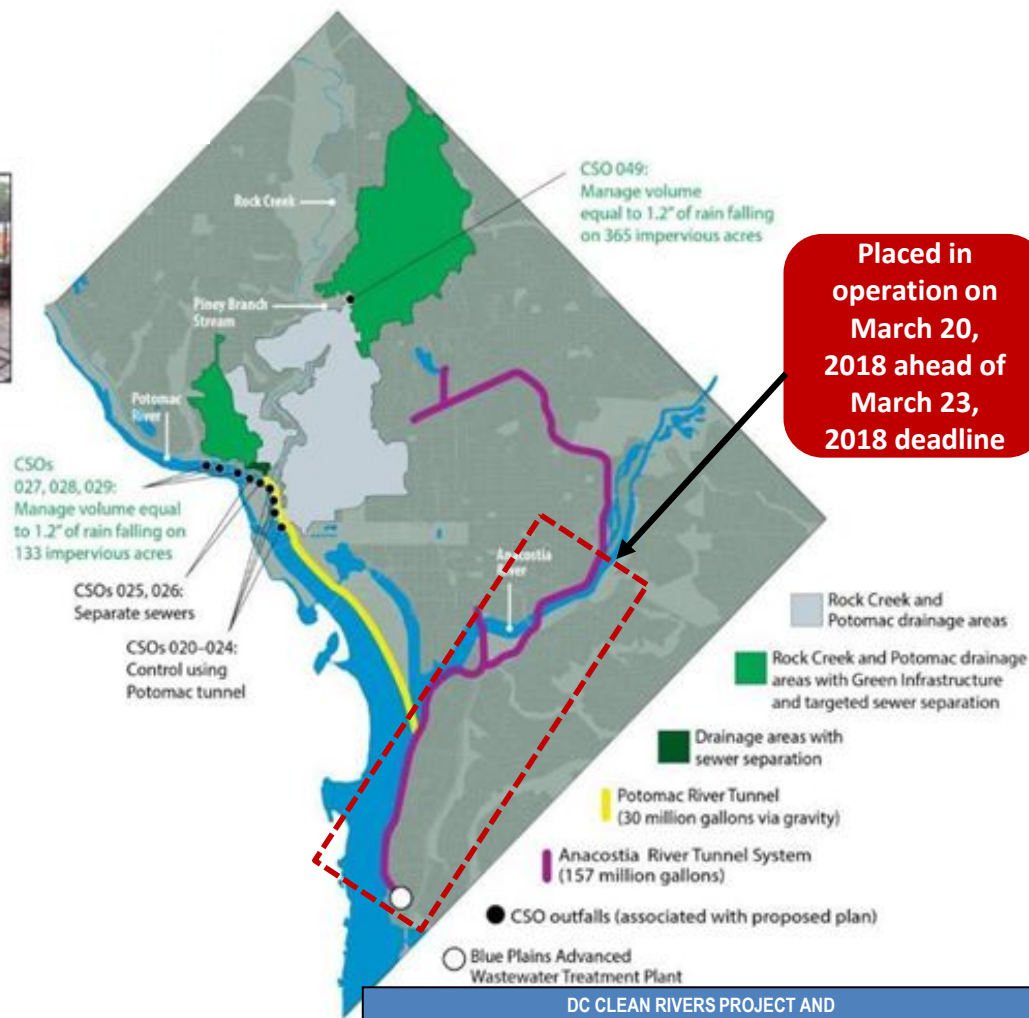 CSO 049:
Manage volume
equal to 1.2" of rain falling
on 365 impervious acres
Rock Creek
Placed in
operation on
March 20,
2018 ahead of
March 23,
2018 deadline
Piney Branch
Stream
Potomac
River
CSOs
027, 028, 029:
Manage volume equal
to 1.2" of rain falling on
133 impervious acres
CSOs 025, 026:
Separate sewers
CSOs 020–024:
Control using
Potomac tunnel
Anacostia
River
Rock Creek and
Potomac drainage areas
Rock Creek and Potomac drainage
areas with Green Infrastructure
and targeted sewer separation
Drainage areas with
sewer separation
Potomac River Tunnel
(30 million gallons via gravity)
Anacostia River Tunnel System
(157 million gallons)
CSO outfalls (associated with proposed plan)
Blue Plains Advanced
Wastewater Treatment Plant
DC CLEAN RIVERS PROJECT AND